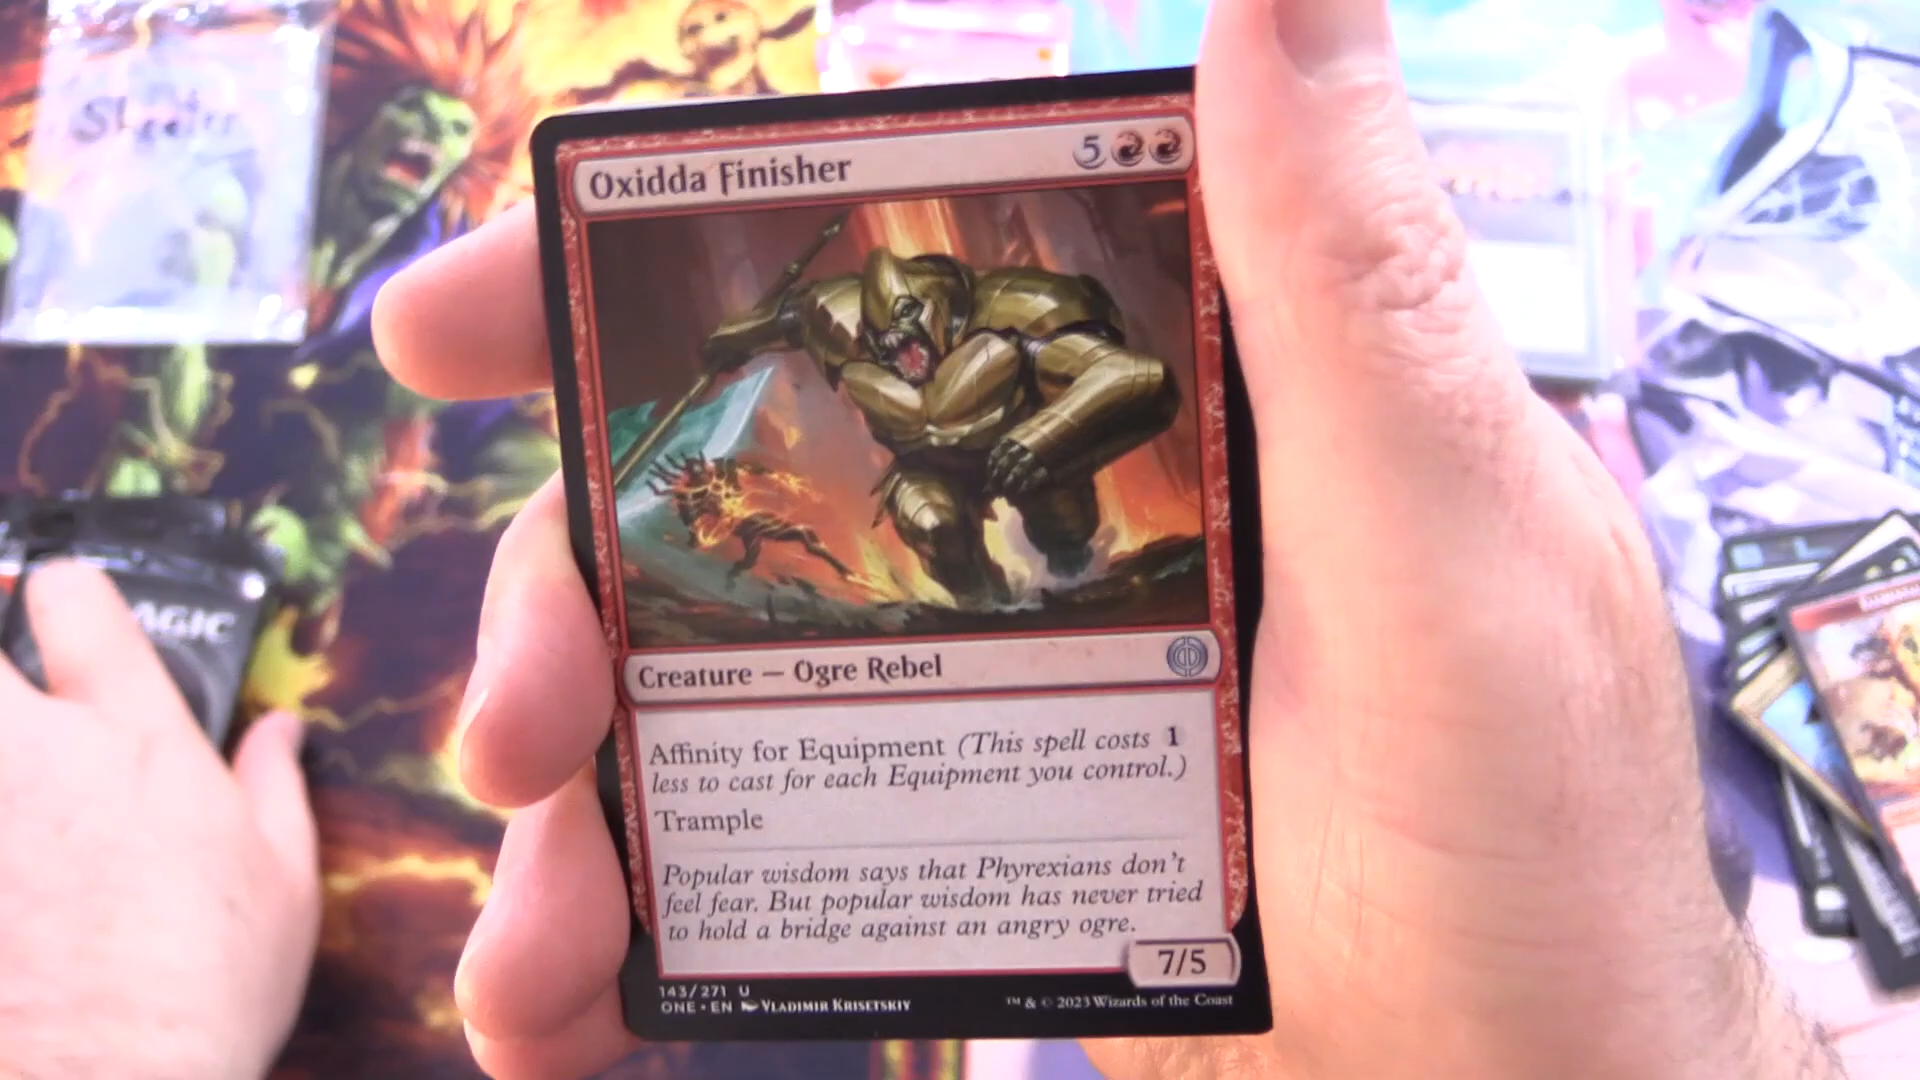 Oxidda Finisher 5
Creature — Ogre Rebel
Affinity for Equipment (This spell costs 1
less to cast for each Equipment you control.)
Trample
Popular wisdom says that Phyrexians don't
feel fear. But popular wisdom has never tried
to hold a bridge against an angry ogre.
7/5
143/271 U
ONE • EN Vladimir Krisetskiy
™ & © 2023 Wizards of the Coast
AGIC